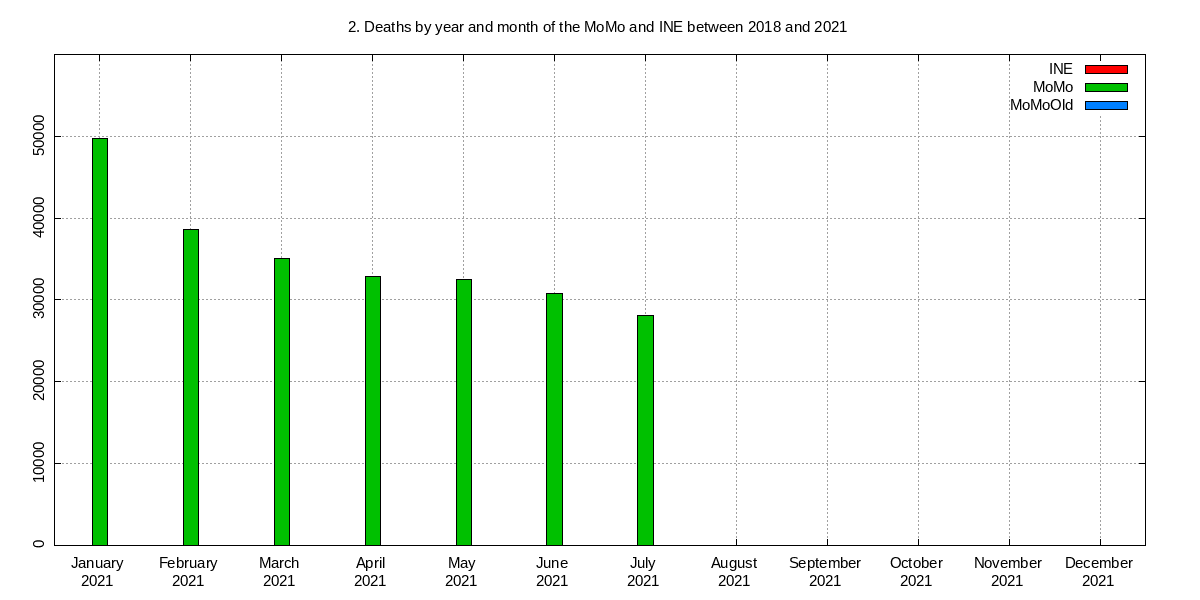 2. Deaths by year and month of the MoMo and INE between 2018 and 2021
INE
MoMo
MoMoOld
50000
40000
30000
20000
10000
0
January February March April May June July August September October November December
2021 2021 2021 2021 2021 2021 2021 2021 2021 2021 2021 2021